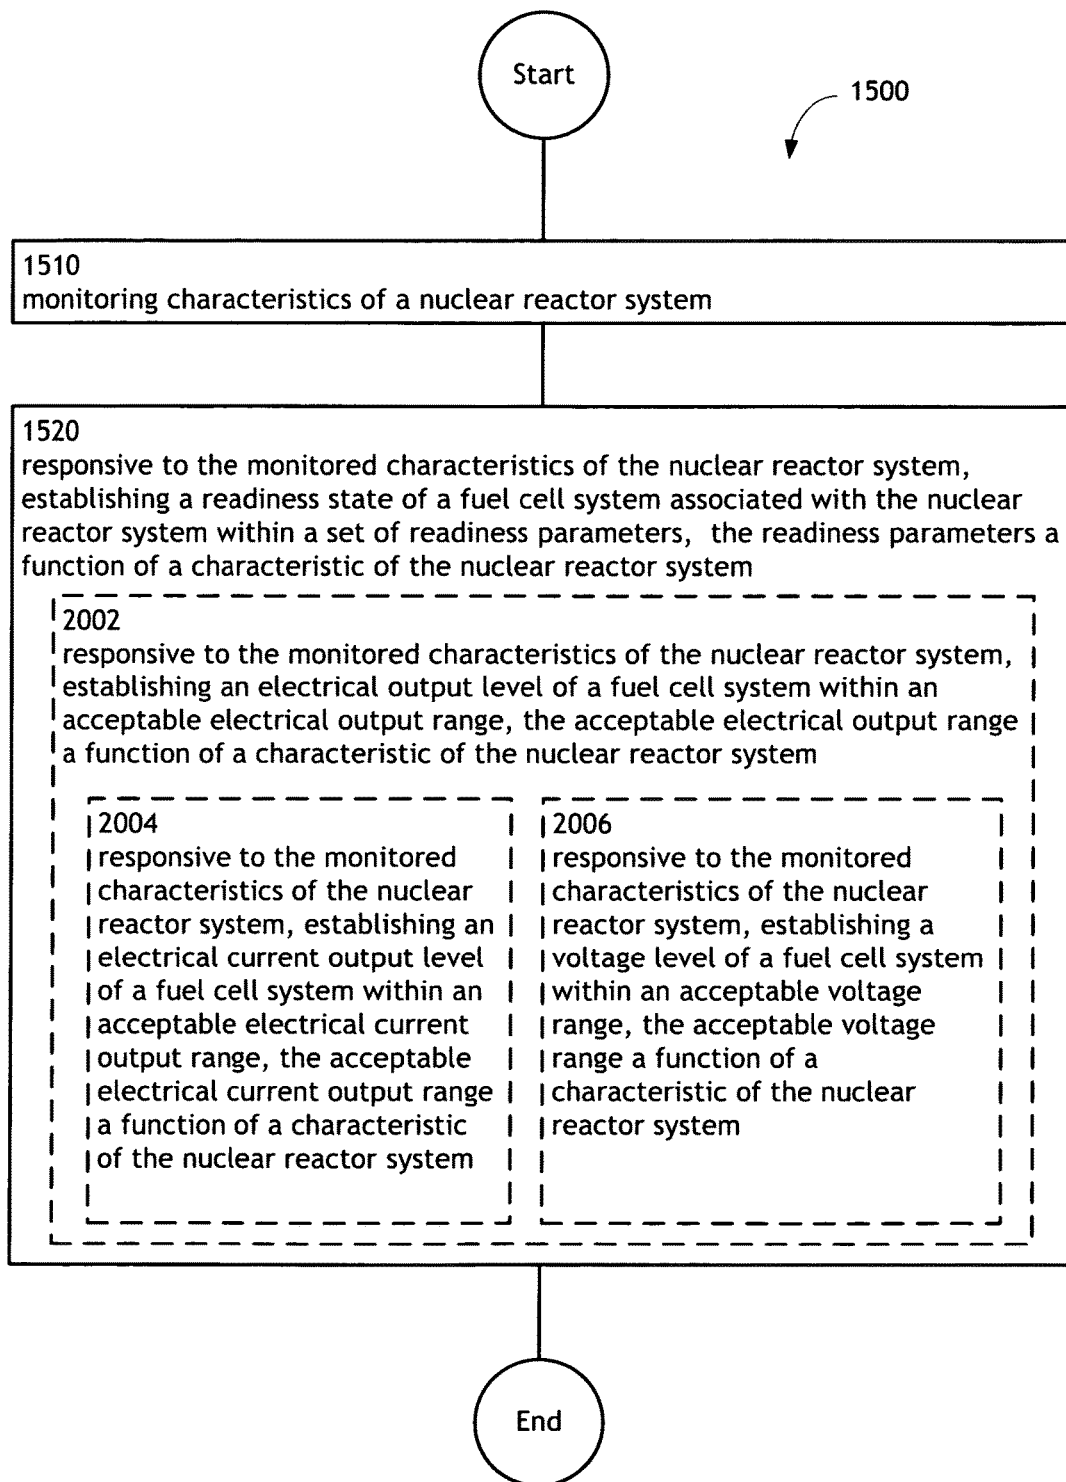 Start
1500
1510
monitoring characteristics of a nuclear reactor system
1520
responsive to the monitored characteristics of the nuclear reactor system,
establishing a readiness state of a fuel cell system associated with the nuclear
reactor system within a set of readiness parameters, the readiness parameters a
function of a characteristic of the nuclear reactor system
2002
responsive to the monitored characteristics of the nuclear reactor system,
establishing an electrical output level of a fuel cell system within an
acceptable electrical output range, the acceptable electrical output range
a function of a characteristic of the nuclear reactor system
2004
responsive to the monitored
characteristics of the nuclear
reactor system, establishing an
electrical current output level
of a fuel cell system within an
acceptable electrical current
output range, the acceptable
electrical current output range
a function of a characteristic
of the nuclear reactor system
2006
responsive to the monitored
characteristics of the nuclear
reactor system, establishing a
voltage level of a fuel cell system
within an acceptable voltage
range, the acceptable voltage
range a function of a
characteristic of the nuclear
reactor system
End